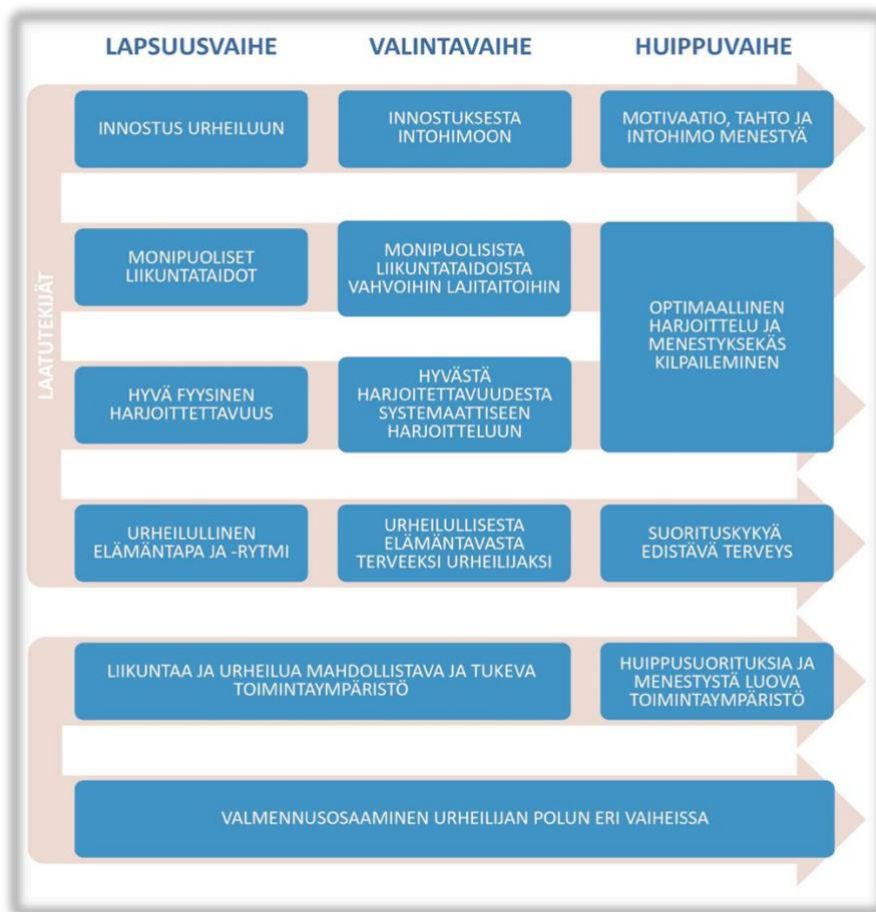 LAPSUUSVAIHE
VALINTAVAIHE
HUIPPUVAIHE
LAATUTEKIJÄT
INNOSTUS URHEILUUN
INNOSTUKSESTA
INTOHIMOON
MOTIVAATIO, TAHTO JA
INTOHIMO MENESTYÄ
MONIPUOLISET
LIIKUNTATAIDOT
MONIPUOLISISTA
LIIKUNTATAIDOISTA
VAHVOIHIN LAJITAITOIHIN
OPTIMAALLINEN
HARJOITTELU JA
MENESTYKSEKÄS
KILPAILEMINEN
HYVÄ FYYSINEN
HARJOITTETTAVUUS
HYVÄSTÄ
HARJOITETTAVUUDESTA
SYSTEMAATTISEEN
HARJOITTELUUN
URHEILULLINEN
ELÄMÄNTAPA JA -RYTMI
URHEILULLISESTA
ELÄMÄNTAVASTA
TERVEEKSI URHEILIJAKSI
SUORITUSKYKYÄ
EDISTÄVÄ TERVEYS
LIIKUNTAA JA URHEILUA MAHDOLLISTAVA JA TUKEVA
TOIMINTAYMPÄRISTÖ
HUIPPUSUORITUKSIA JA
MENESTYSTÄ LUOVA
TOIMINTAYMPÄRISTÖ
VALMENNUSOSAAMINEN URHEILIJAN POLUN ERI VAIHEISSA